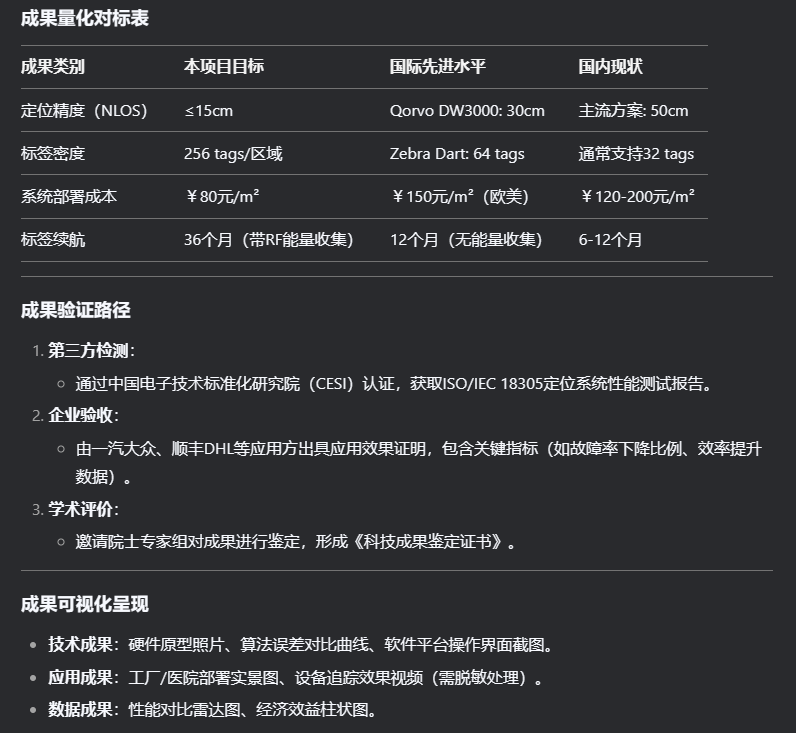 成果量化对标表
成果类别 本项目目标 国际先进水平 国内现状
定位精度（NLOS） ≤15cm Qorvo DW3000: 30cm 主流方案: 50cm
标签密度 256 tags/区域 Zebra Dart: 64 tags 通常支持32 tags
系统部署成本 ￥80元/m² ￥150元/m²（欧美） ￥120-200元/m²
标签续航 36个月（带RF能量收集） 12个月（无能量收集） 6-12个月
成果验证路径
1. 第三方检测：
○ 通过中国电子技术标准化研究院（CESI）认证，获取ISO/IEC 18305定位系统性能测试报告。
2. 企业验收：
○ 由一汽大众、顺丰DHL等应用方出具应用效果证明，包含关键指标（如故障率下降比例、效率提升
数据）。
3. 学术评价：
○ 邀请院士专家组对成果进行鉴定，形成《科技成果鉴定证书》。
成果可视化呈现
• 技术成果：硬件原型照片、算法误差对比曲线、软件平台操作界面截图。
• 应用成果：工厂/医院部署实景图、设备追踪效果视频（需脱敏处理）。
• 数据成果：性能对比雷达图、经济效益柱状图。